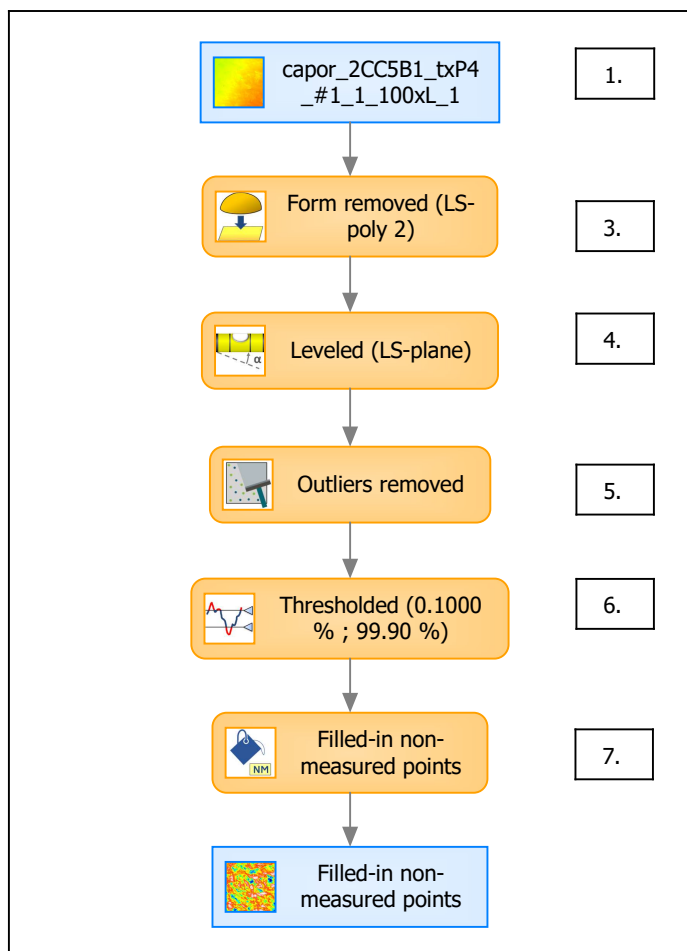 capor_2CC5B1_txP4
_#1_1_100xL_1
1.
Form removed (LS-
poly 2)
3.
α
Leveled (LS-plane)
4.
Outliers removed
5.
Thresholded (0.1000
% ; 99.90 %)
6.
NM
Filled-in non-
measured points
7.
Filled-in non-
measured points